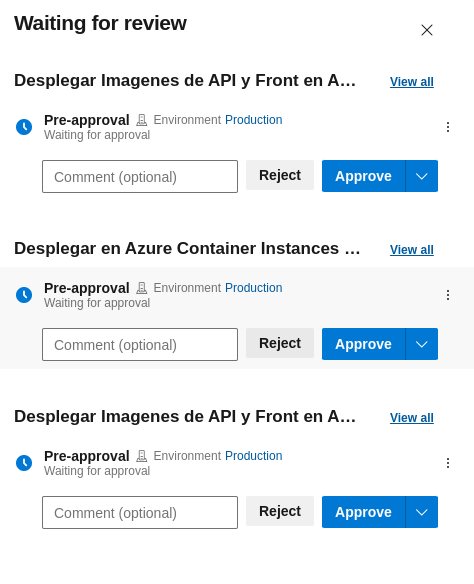 Waiting for review
Desplegar Imagenes de API y Front en A… View all
Pre-approval Environment Production
Waiting for approval
Comment (optional) Reject Approve
Desplegar en Azure Container Instances … View all
Pre-approval Environment Production
Waiting for approval
Comment (optional) Reject Approve
Desplegar Imagenes de API y Front en A… View all
Pre-approval Environment Production
Waiting for approval
Comment (optional) Reject Approve